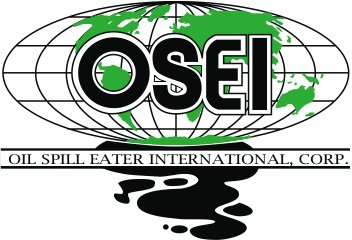 OSEI
OIL SPILL EATER INTERNATIONAL, CORP.